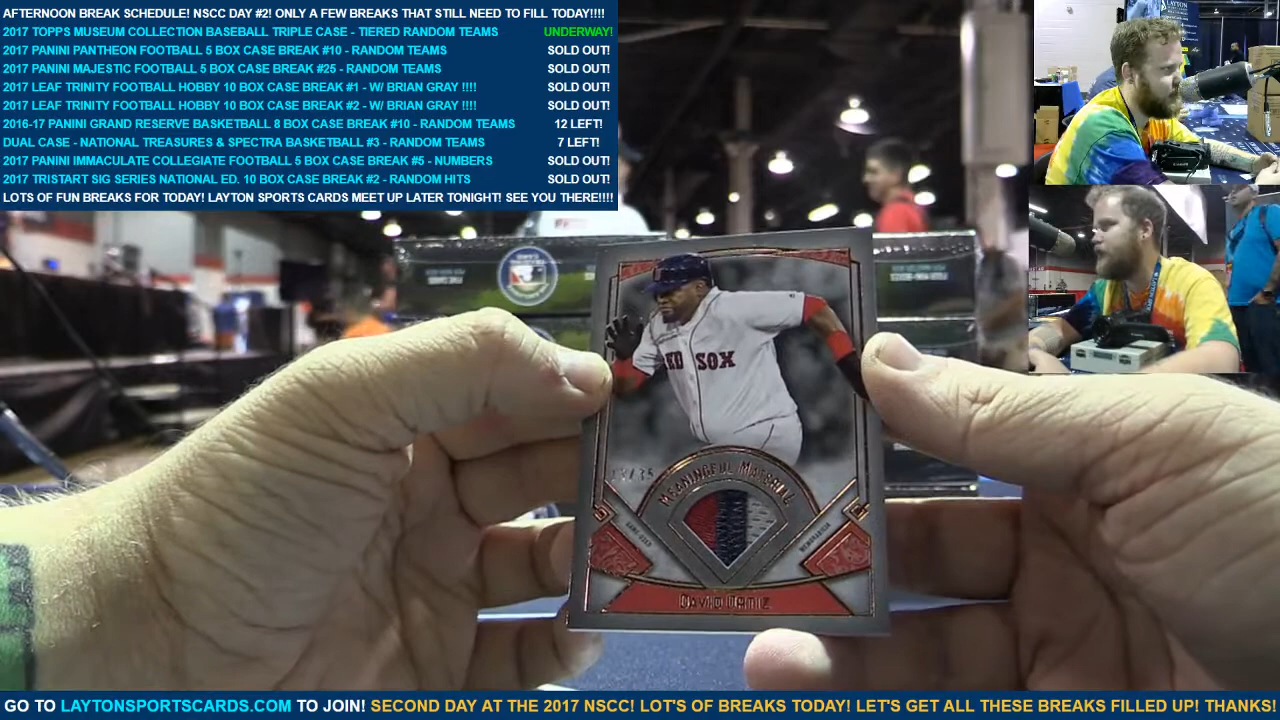 AFTERNOON BREAK SCHEDULE! NSCC DAY #2! ONLY A FEW BREAKS THAT STILL NEED TO FILL TODAY!!!!
2017 TOPPS MUSEUM COLLECTION BASEBALL TRIPLE CASE - TIERED RANDOM TEAMS UNDERWAY!
2017 PANINI PANTHEON FOOTBALL 5 BOX CASE BREAK #10 - RANDOM TEAMS SOLD OUT!
2017 PANINI MAJESTIC FOOTBALL 5 BOX CASE BREAK #25 - RANDOM TEAMS SOLD OUT!
2017 LEAF TRINITY FOOTBALL HOBBY 10 BOX CASE BREAK #1 - W/ BRIAN GRAY !!!! SOLD OUT!
2017 LEAF TRINITY FOOTBALL HOBBY 10 BOX CASE BREAK #2 - W/ BRIAN GRAY !!!! SOLD OUT!
2016-17 PANINI GRAND RESERVE BASKETBALL 8 BOX CASE BREAK #10 - RANDOM TEAMS 12 LEFT!
DUAL CASE - NATIONAL TREASURES & SPECTRA BASKETBALL #3 - RANDOM TEAMS 7 LEFT!
2017 PANINI IMMACULATE COLLEGIATE FOOTBALL 5 BOX CASE BREAK #5 - NUMBERS SOLD OUT!
2017 TRISTART SIG SERIES NATIONAL ED. 10 BOX CASE BREAK #2 - RANDOM HITS SOLD OUT!
LOTS OF FUN BREAKS FOR TODAY! LAYTON SPORTS CARDS MEET UP LATER TONIGHT! SEE YOU THERE!!!!
RED SOX
MEANINGFUL MATERIAL
GAME-USED MEMORABILIA
DAVID ORTIZ
GO TO LAYTONSPORTSCARDS.COM TO JOIN! SECOND DAY AT THE 2017 NSCC! LOT'S OF BREAKS TODAY! LET'S GET ALL THESE BREAKS FILLED UP! THANKS!